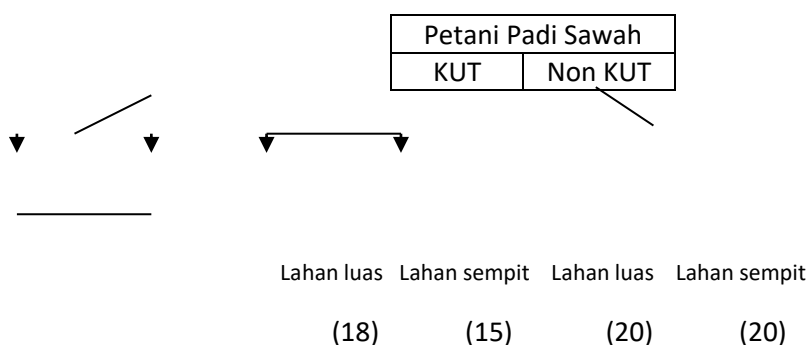 Petani Padi Sawah
KUT Non KUT
Lahan luas Lahan sempit Lahan luas Lahan sempit
(18) (15) (20) (20)